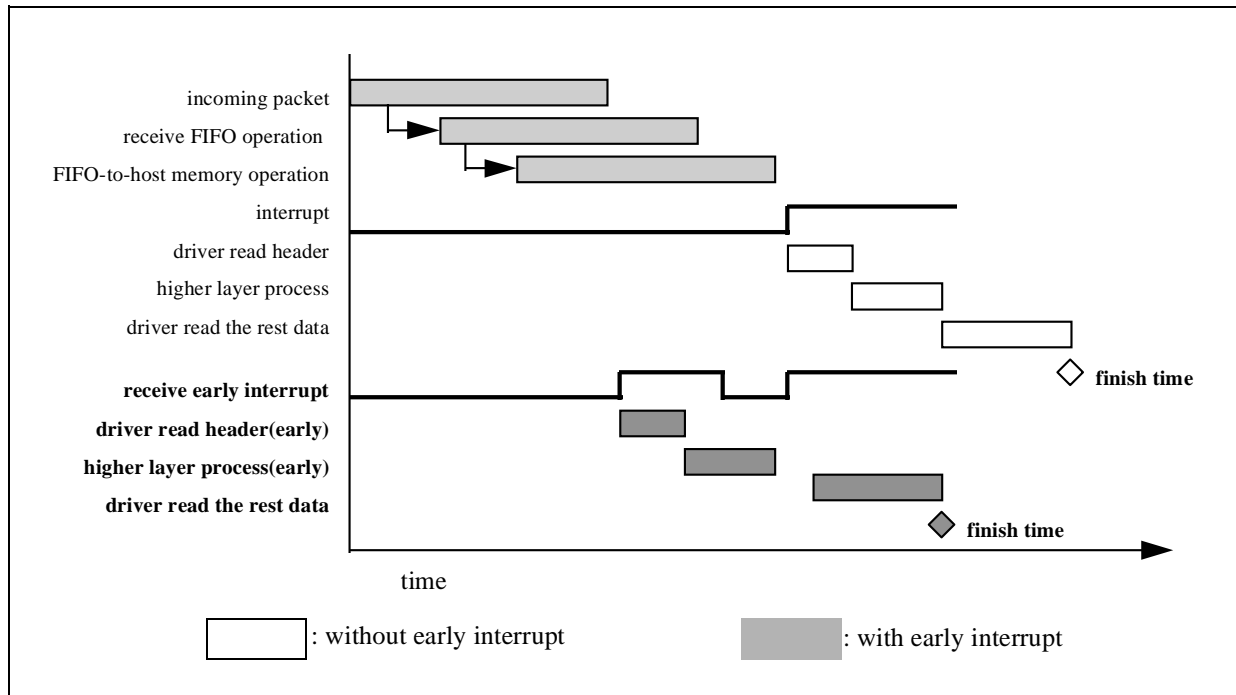 incoming packet
receive FIFO operation
FIFO-to-host memory operation
interrupt
driver read header
higher layer process
driver read the rest data
finish time
receive early interrupt
driver read header(early)
higher layer process(early)
driver read the rest data
finish time
time
: without early interrupt
: with early interrupt